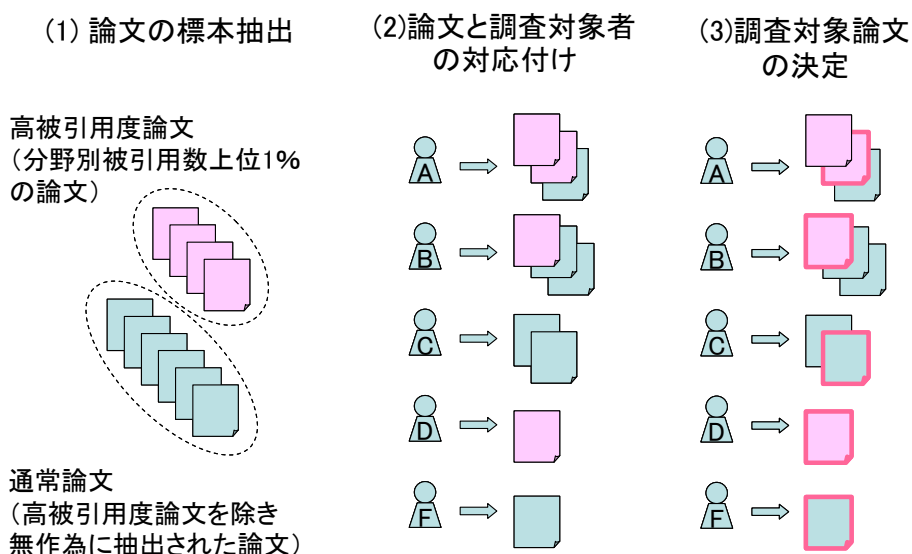 (1) 論文の標本抽出
(2)論文と調査対象者
の対応付け
(3)調査対象論文
の決定
高被引用度論文
(分野別被引用数上位1%
の論文)
通常論文
(高被引用度論文を除き
無作為に抽出された論文)
A
B
C
D
F
A
B
C
D
F